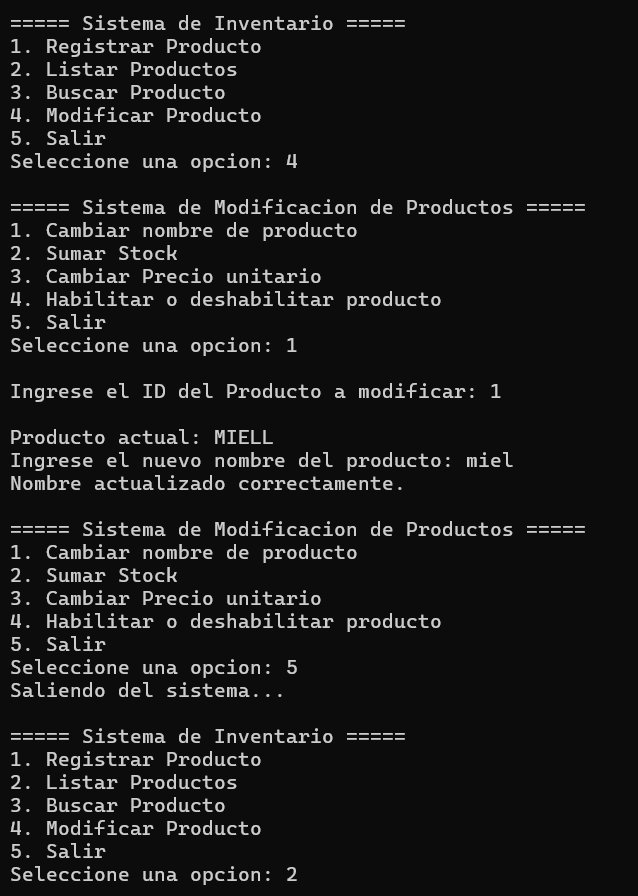 ===== Sistema de Inventario =====
1. Registrar Producto
2. Listar Productos
3. Buscar Producto
4. Modificar Producto
5. Salir
Seleccione una opcion: 4
===== Sistema de Modificacion de Productos =====
1. Cambiar nombre de producto
2. Sumar Stock
3. Cambiar Precio unitario
4. Habilitar o deshabilitar producto
5. Salir
Seleccione una opcion: 1
Ingrese el ID del Producto a modificar: 1
Producto actual: MIELL
Ingrese el nuevo nombre del producto: miel
Nombre actualizado correctamente.
===== Sistema de Modificacion de Productos =====
1. Cambiar nombre de producto
2. Sumar Stock
3. Cambiar Precio unitario
4. Habilitar o deshabilitar producto
5. Salir
Seleccione una opcion: 5
Saliendo del sistema...
===== Sistema de Inventario =====
1. Registrar Producto
2. Listar Productos
3. Buscar Producto
4. Modificar Producto
5. Salir
Seleccione una opcion: 2